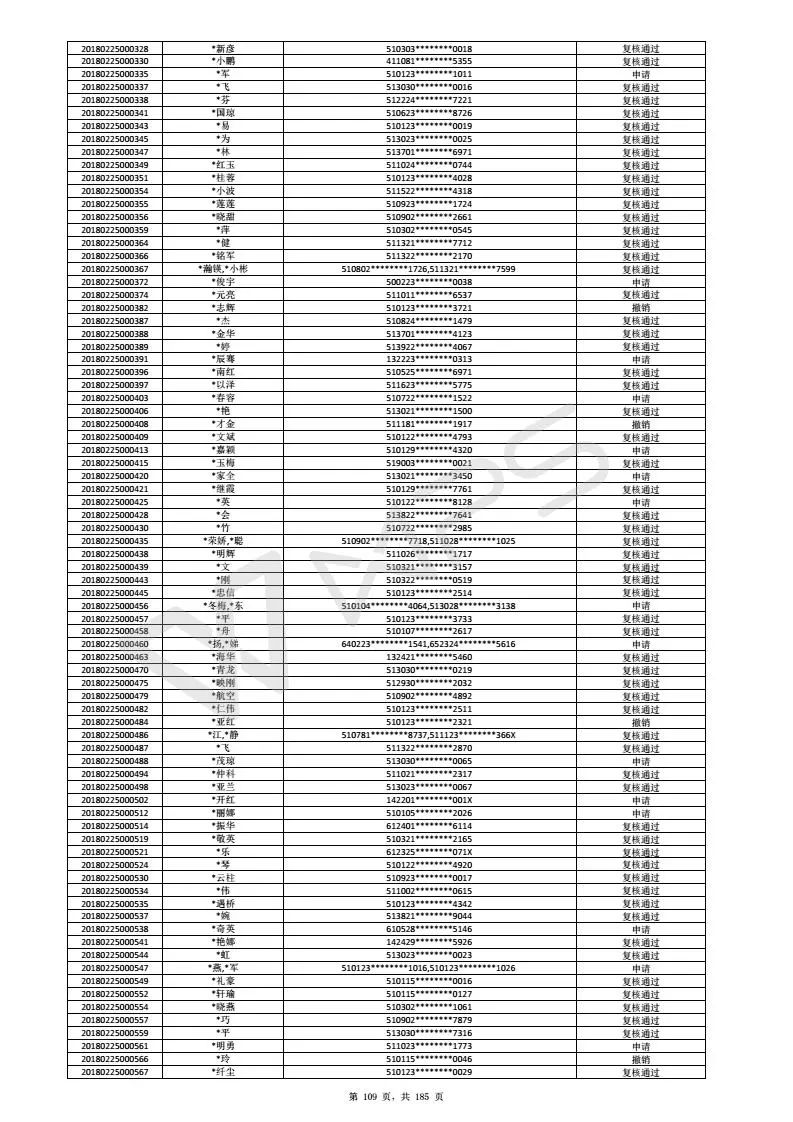 20180225000328 *新彦 510303********0018 复核通过
20180225000330 *小鹏 411081********5355 复核通过
20180225000335 *军 510123********1011 申请
20180225000337 *飞 513030********0016 复核通过
20180225000338 *芬 512224********7221 复核通过
20180225000341 *国琼 510623********8726 复核通过
20180225000343 *易 510123********0019 复核通过
20180225000345 *为 513023********0025 复核通过
20180225000347 *林 513701********6971 复核通过
20180225000349 *红玉 511024********0744 复核通过
20180225000351 *桂蓉 510123********4028 复核通过
20180225000354 *小波 511522********4318 复核通过
20180225000355 *莲莲 510923********1724 复核通过
20180225000356 *晓甜 510902********2661 复核通过
20180225000359 *萍 510302********0545 复核通过
20180225000364 *健 511321********7712 复核通过
20180225000366 *铭军 511322********2170 复核通过
20180225000367 *瀚锳,*小彬 510802********1726,511321********7599 复核通过
20180225000372 *俊宇 500223********0038 申请
20180225000374 *元亮 511011********6537 复核通过
20180225000382 *志辉 510123********3721 撤销
20180225000387 *杰 510824********1479 复核通过
20180225000388 *金华 513701********4123 复核通过
20180225000389 *婷 513922********4067 复核通过
20180225000391 *辰骞 132223********0313 申请
20180225000396 *南红 510525********6971 复核通过
20180225000397 *以泽 511623********5775 复核通过
20180225000403 *春容 510722********1522 申请
20180225000406 *艳 513021********1500 复核通过
20180225000408 *才金 511181********1917 撤销
20180225000409 *文斌 510122********4793 复核通过
20180225000413 *嘉颖 510129********4320 申请
20180225000415 *玉梅 519003********0021 复核通过
20180225000420 *家全 513021********3450 申请
20180225000421 *继霞 510129********7761 复核通过
20180225000425 *英 510122********8128 申请
20180225000428 *会 513822********7641 复核通过
20180225000430 *竹 510722********2985 复核通过
20180225000435 *荣娇,*聪 510902********7718,511028********1025 复核通过
20180225000438 *明辉 511026********1717 复核通过
20180225000439 *文 510321********3157 复核通过
20180225000443 *刚 510322********0519 复核通过
20180225000445 *忠信 510123********2514 复核通过
20180225000456 *冬梅,*东 510104********4064,513028********3138 申请
20180225000457 *平 510123********3733 复核通过
20180225000458 *舟 510107********2617 复核通过
20180225000460 *扬,*娣 640223********1541,652324********5616 申请
20180225000463 *海华 132421********5460 复核通过
20180225000470 *青龙 513030********0219 复核通过
20180225000475 *映刚 512930********2032 复核通过
20180225000479 *航空 510902********4892 复核通过
20180225000482 *仁伟 510123********2511 复核通过
20180225000484 *亚红 510123********2321 撤销
20180225000486 *江,*静 510781********8737,511123********366X 复核通过
20180225000487 *飞 511322********2870 复核通过
20180225000488 *茂琼 513030********0065 申请
20180225000494 *仲科 511021********2317 复核通过
20180225000498 *亚兰 513023********0067 复核通过
20180225000502 *开红 142201********001X 申请
20180225000512 *丽娜 510105********2026 申请
20180225000514 *振华 612401********6114 复核通过
20180225000519 *敬英 510321********2165 复核通过
20180225000521 *乐 612325********071X 复核通过
20180225000524 *琴 510122********4920 复核通过
20180225000530 *云柱 510923********0017 复核通过
20180225000534 *伟 511002********0615 复核通过
20180225000535 *遇桥 510123********4342 复核通过
20180225000537 *婉 513821********9044 复核通过
20180225000538 *奇英 610528********5146 申请
20180225000541 *艳娜 142429********5926 复核通过
20180225000544 *虹 513023********0023 复核通过
20180225000547 *燕,*军 510123********1016,510123********1026 申请
20180225000549 *礼豪 510115********0016 复核通过
20180225000552 *轩瑜 510115********0127 复核通过
20180225000554 *晓燕 510302********1061 复核通过
20180225000557 *巧 510902********7879 复核通过
20180225000559 *平 513030********7316 复核通过
20180225000561 *明勇 511023********1773 申请
20180225000566 *玲 510115********0046 撤销
20180225000567 *纤尘 510123********0029 复核通过
第 109 页，共 185 页